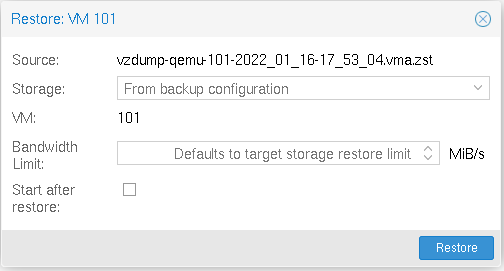 Restore: VM 101
Source: vzdump-qemu-101-2022_01_16-17_53_04.vma.zst
Storage: From backup configuration
VM: 101
Bandwidth
Limit: Defaults to target storage restore limit MiB/s
Start after
restore:
Restore